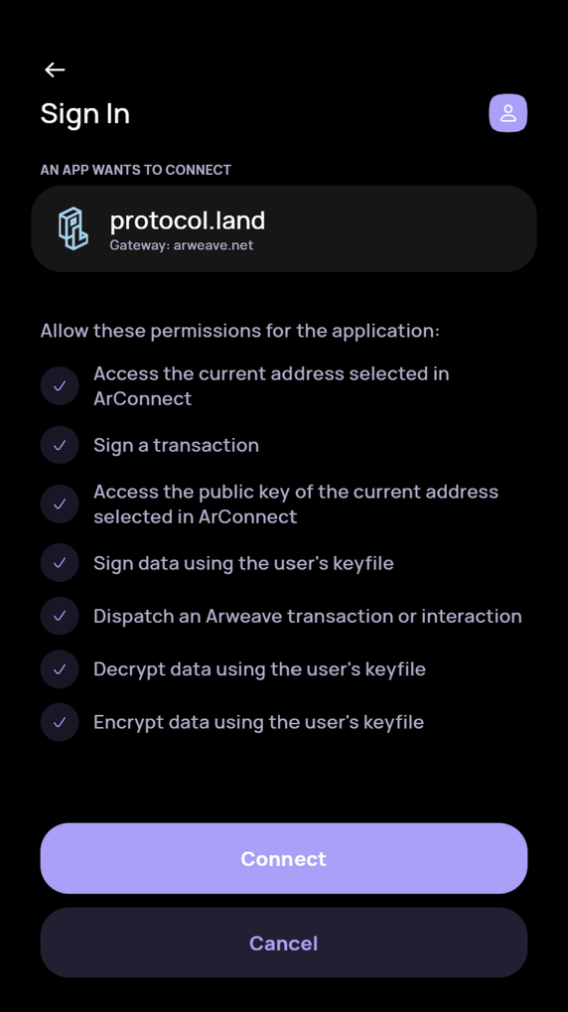 Sign In
AN APP WANTS TO CONNECT
protocol.land
Gateway: arweave.net
Allow these permissions for the application:
Access the current address selected in
ArConnect
Sign a transaction
Access the public key of the current address
selected in ArConnect
Sign data using the user's keyfile
Dispatch an Arweave transaction or interaction
Decrypt data using the user's keyfile
Encrypt data using the user's keyfile
Connect
Cancel